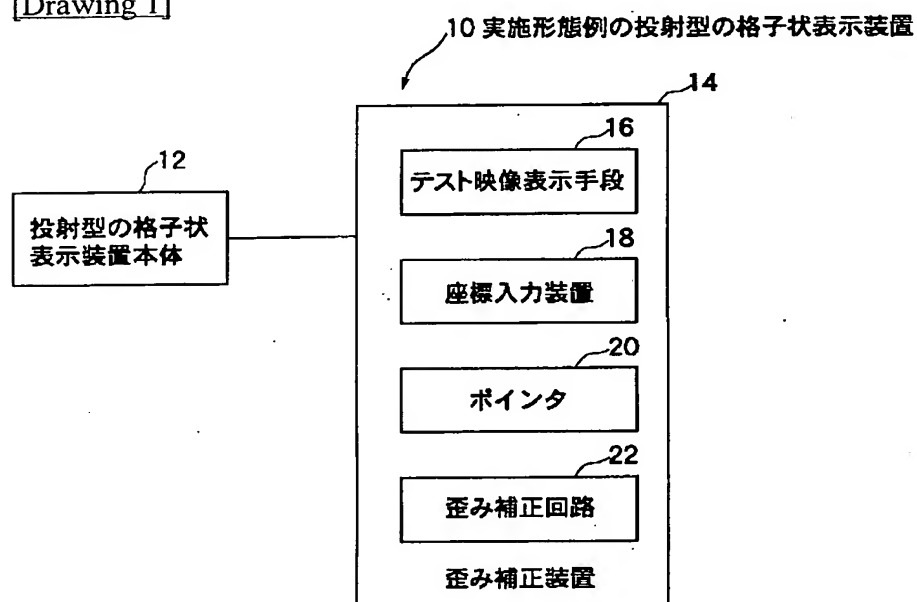 [Drawing 1]
10 実施形態例の投射型の格子状表示装置
14
16
テスト映像表示手段
12
投射型の格子状
表示装置本体
18
座標入力装置
20
ポインタ
22
歪み補正回路
歪み補正装置